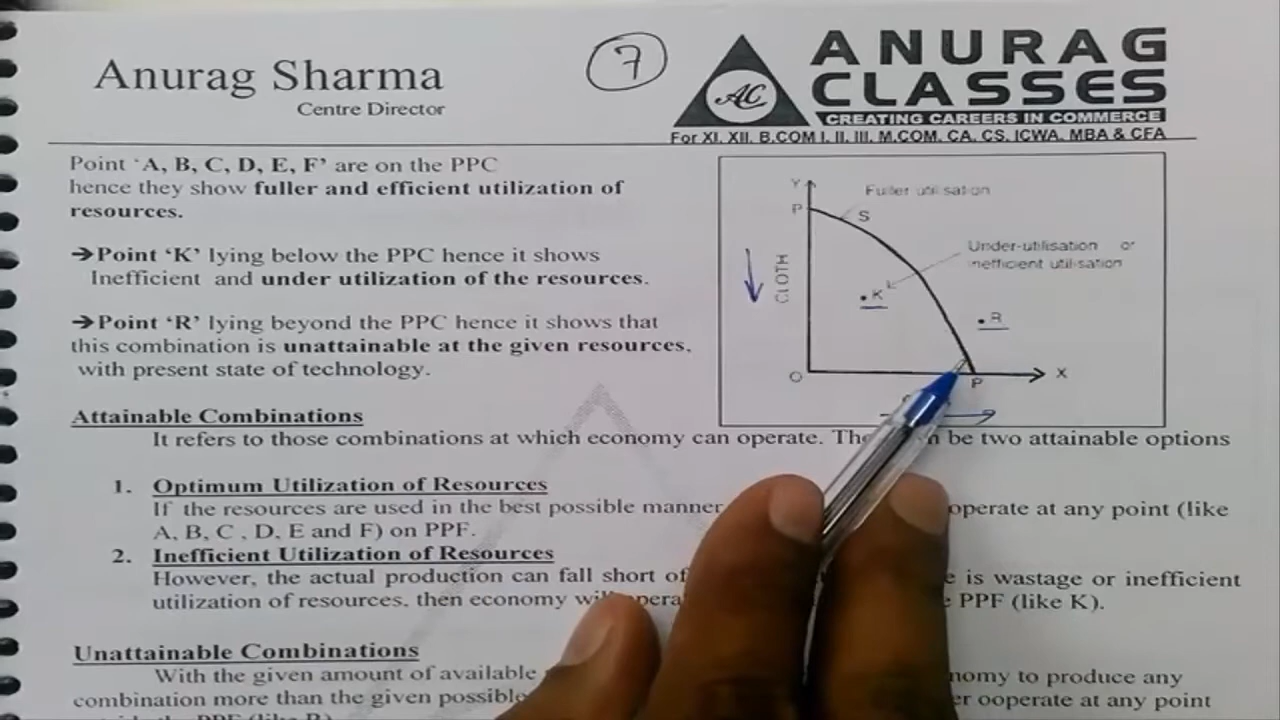 Anurag Sharma
Centre Director
7
AC
ANURAG
CLASSES
CREATING CAREERS IN COMMERCE
For XI, XII, B.COM I, II, III, M.COM, CA, CS, ICWA, MBA & CFA
Point 'A, B, C, D, E, F' are on the PPC
hence they show fuller and efficient utilization of
resources.
→Point 'K' lying below the PPC hence it shows
Inefficient and under utilization of the resources.
→Point 'R' lying beyond the PPC hence it shows that
this combination is unattainable at the given resources,
with present state of technology.
Y
P
Fuller utilisation
S
Under-utilisation or
inefficient utilisation
CLOTH
K
R
O
P
X
Attainable Combinations
It refers to those combinations at which economy can operate. be two attainable options
1. Optimum Utilization of Resources
If the resources are used in the best possible manner operate at any point (like
A, B, C , D, E and F) on PPF.
2. Inefficient Utilization of Resources
However, the actual production can fall short of is wastage or inefficient
utilization of resources, then economy will PPF (like K).
Unattainable Combinations
With the given amount of available to produce any
combination more than the given possible ooperate at any point
PPF (like R)